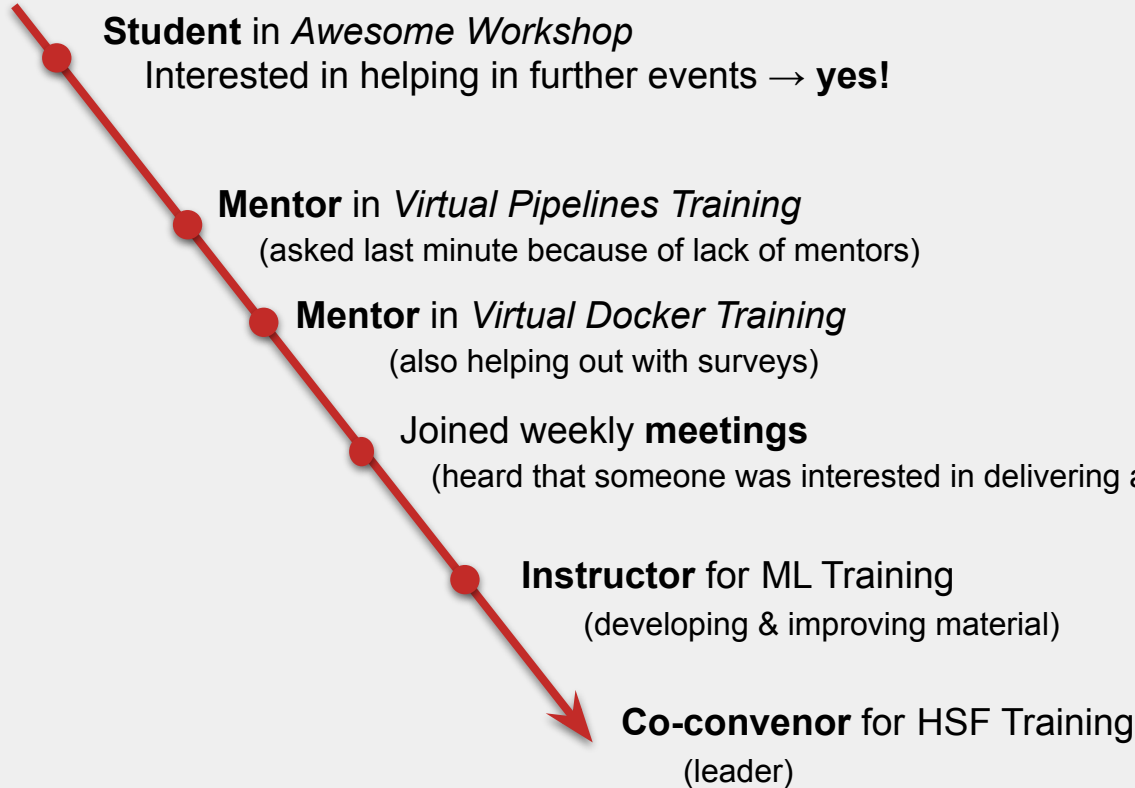 Student in Awesome Workshop
Interested in helping in further events → yes!
Mentor in Virtual Pipelines Training
(asked last minute because of lack of mentors)
Mentor in Virtual Docker Training
(also helping out with surveys)
Joined weekly meetings
(heard that someone was interested in delivering a
Instructor for ML Training
(developing & improving material)
Co-convenor for HSF Training
(leader)